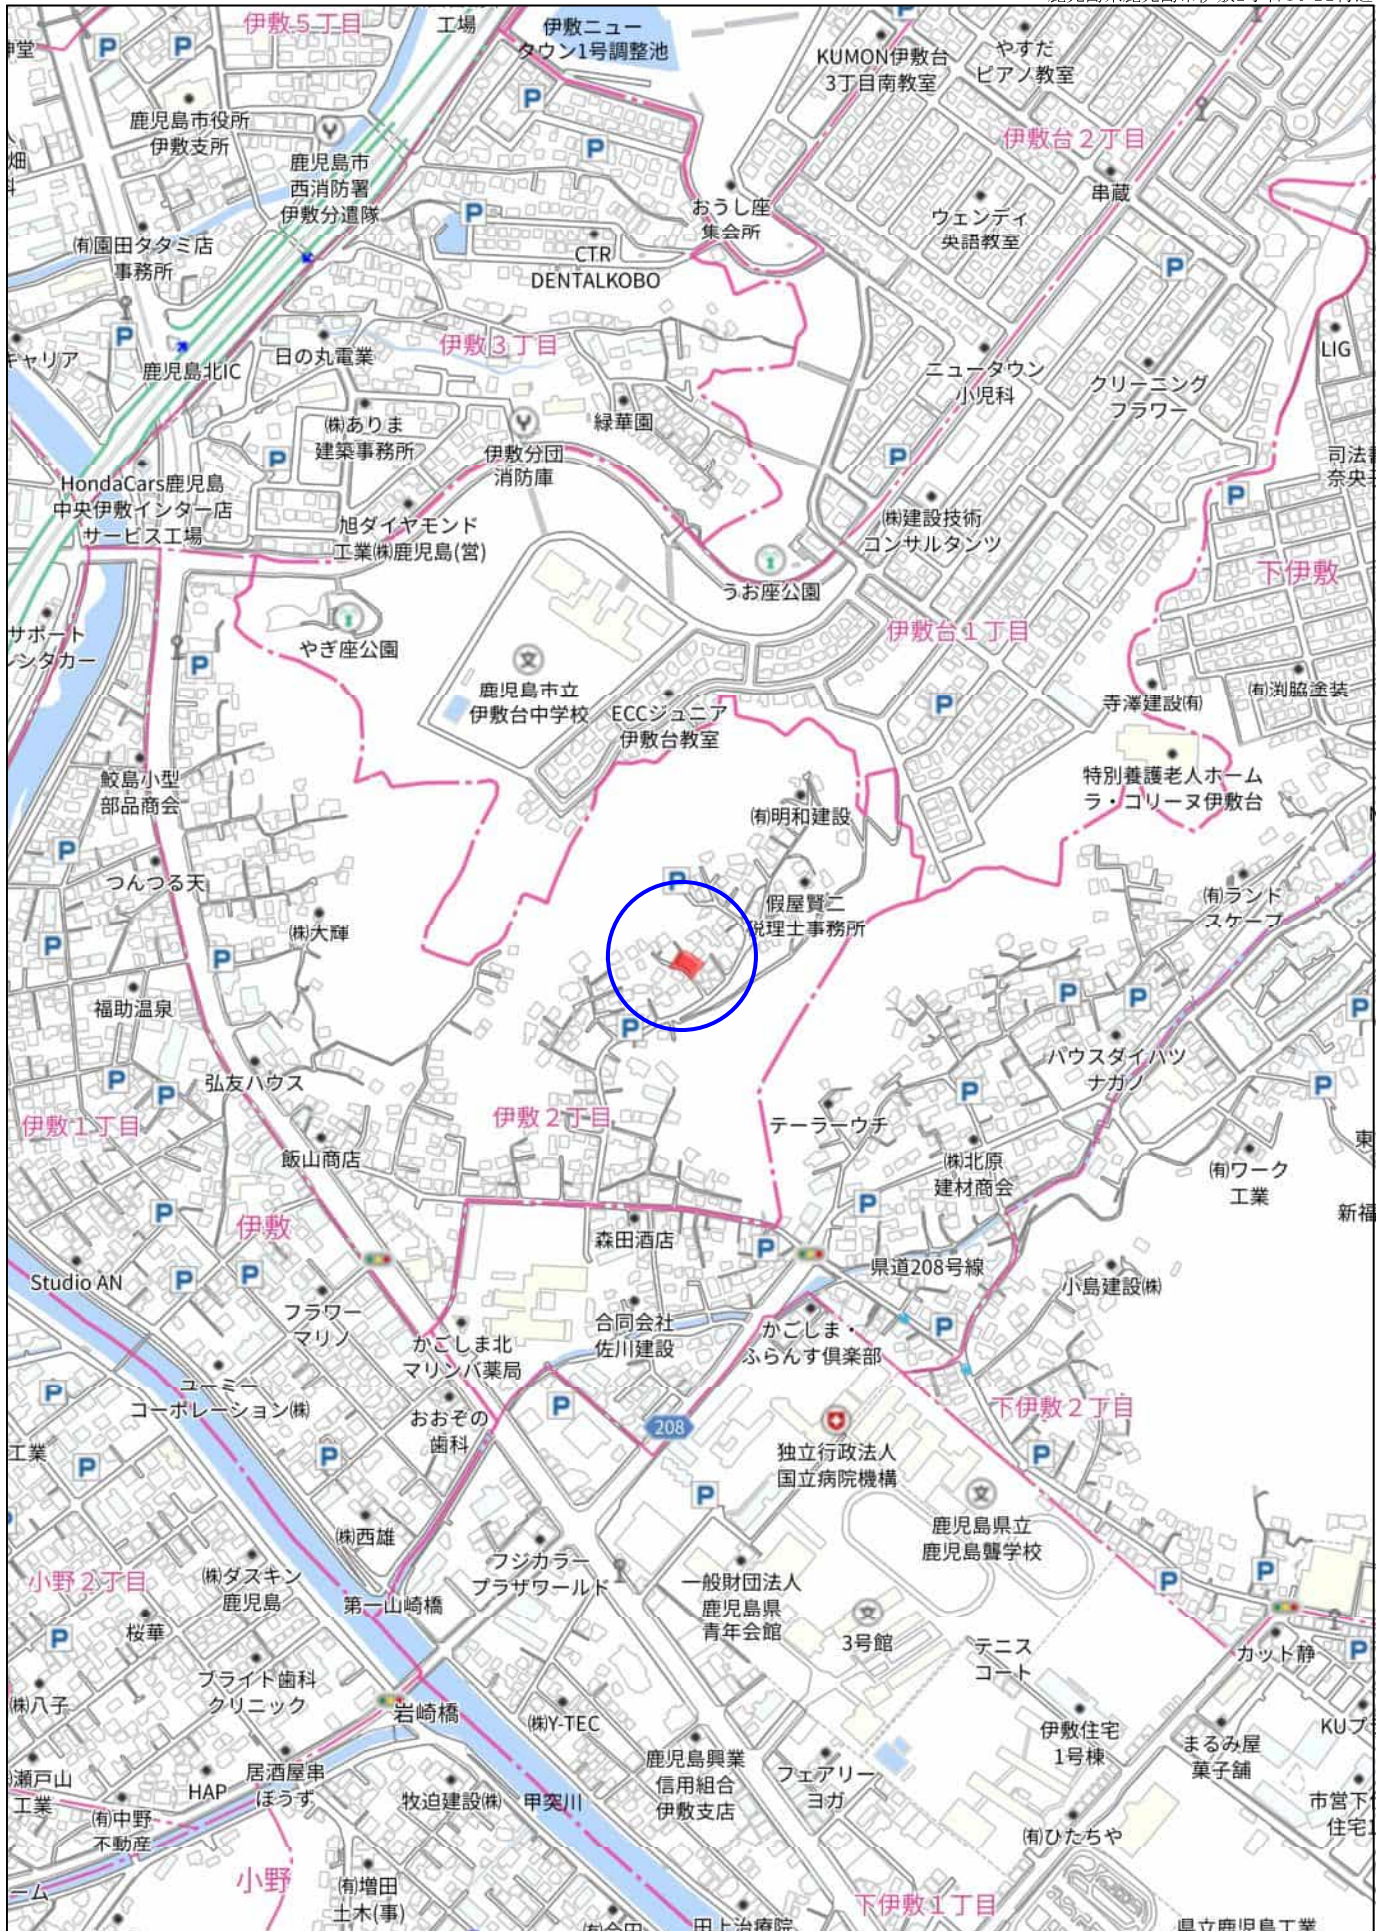 伊敷５丁目
工場
伊敷ニュー
タウン1号調整池
KUMON伊敷台
3丁目南教室
やすだ
ピアノ教室
鹿児島市役所
伊敷支所
鹿児島市
西消防署
伊敷分遣隊
伊敷台２丁目
串蔵
おうし座
集会所
ウェンディ
英語教室
㈲園田タタミ店
事務所
CTR
DENTALKOBO
キャリア
鹿児島北IC
日の丸電業
伊敷３丁目
LIG
ニュータウン
小児科
クリーニング
フラワー
㈱ありま
建築事務所
緑華園
伊敷分団
消防庫
HondaCars鹿児島
中央伊敷インター店
サービス工場
旭ダイヤモンド
工業㈱鹿児島(営)
㈱建設技術
コンサルタンツ
うお座公園
下伊敷
伊敷台１丁目
サポート
やぎ座公園
鹿児島市立
伊敷台中学校
ECCジュニア
伊敷台教室
寺澤建設㈲
㈲渕脇塗装
鮫島小型
部品商会
特別養護老人ホーム
ラ・コリーヌ伊敷台
㈲明和建設
つんつる天
假屋賢二
税理士事務所
㈲ランド
スケープ
㈱大輝
福助温泉
弘友ハウス
ハウスダイハツ
ナガノ
伊敷１丁目
伊敷２丁目
テーラーウチ
飯山商店
㈱北原
建材商会
㈲ワーク
工業
伊敷
森田酒店
県道208号線
Studio AN
小島建設㈱
フラワー
マリノ
かごしま北
マリンバ薬局
合同会社
佐川建設
かごしま・
ふらんす倶楽部
ユーミー
コーポレーション㈱
おおぞの
歯科
208
下伊敷２丁目
独立行政法人
国立病院機構
工業
㈱西雄
鹿児島県立
鹿児島聾学校
小野２丁目
㈱ダスキン
鹿児島
フジカラー
プラザワールド
一般財団法人
鹿児島県
青年会館
第一山崎橋
桜華
3号館
テニス
コート
カット静
㈱八子
ブライト歯科
クリニック
岩崎橋
㈱Y-TEC
伊敷住宅
1号棟
まるみ屋
菓子舗
鹿児島興業
信用組合
伊敷支店
フェアリー
ヨガ
瀬戸山
工業
HAP
居酒屋串
ぼうず
牧迫建設㈱
甲突川
㈲中野
不動産
㈲ひたちや
小野
㈲増田
土木(事)
下伊敷１丁目
田上治療院
県立鹿児島工業